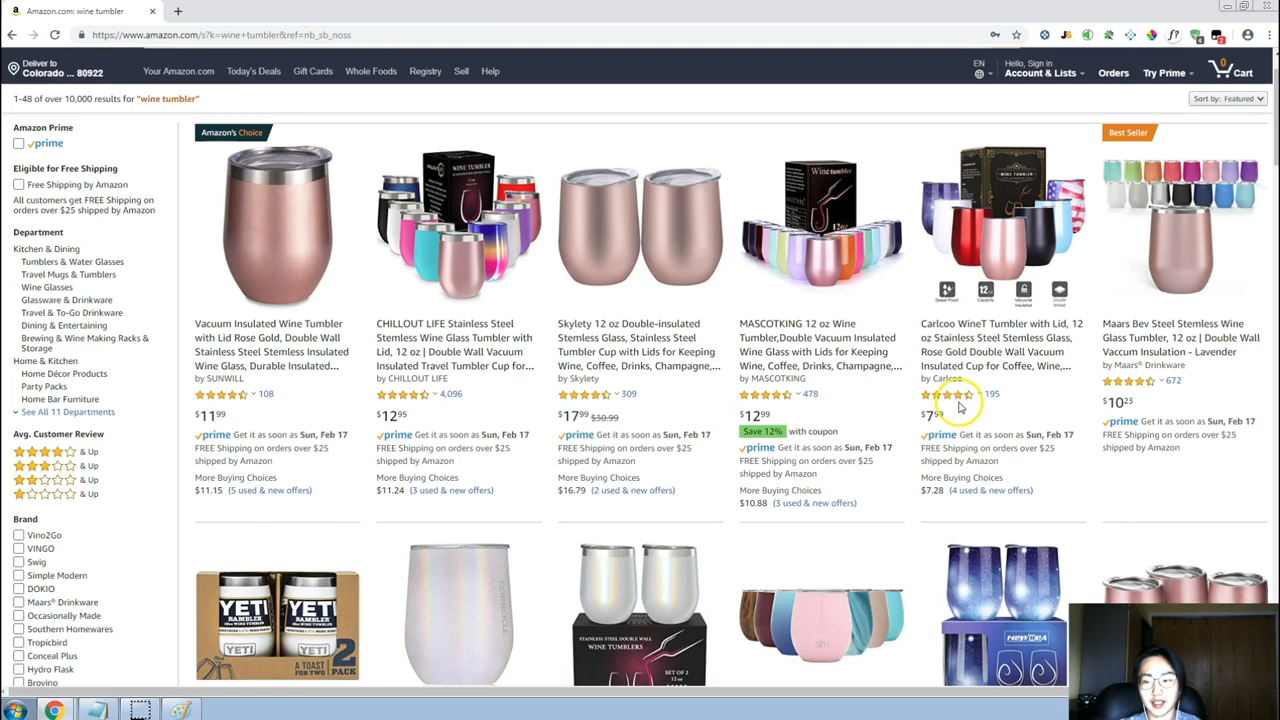 Amazon.com: wine tumbler
https://www.amazon.com/s?k=wine+tumbler&ref=nb_sb_noss
Deliver to
Colorado ... 80922
Your Amazon.com
Today's Deals
Gift Cards
Whole Foods
Registry
Sell
Help
EN
Hello, Sign in
Account & Lists
Orders
Try Prime
0
Cart
1-48 of over 10,000 results for "wine tumbler"
Sort by: Featured
Amazon Prime
prime
Eligible for Free Shipping
Free Shipping by Amazon
All customers get FREE Shipping on
orders over $25 shipped by Amazon
Department
Kitchen & Dining
Tumblers & Water Glasses
Travel Mugs & Tumblers
Wine Glasses
Glassware & Drinkware
Travel & To-Go Drinkware
Dining & Entertaining
Brewing & Wine Making Racks &
Storage
Home & Kitchen
Home Décor Products
Party Packs
Home Bar Furniture
See All 11 Departments
Avg. Customer Review
& Up
& Up
& Up
& Up
Brand
Vino2Go
VINGO
Swig
Simple Modern
DOKIO
Maars® Drinkware
Occasionally Made
Southern Homewares
Tropicbird
Conceal Plus
Hydro Flask
Brovino
Amazon's Choice
Vacuum Insulated Wine Tumbler
with Lid Rose Gold, Double Wall
Stainless Steel Stemless Insulated
Wine Glass, Durable Insulated...
by SUNWILL
108
$11 99
prime Get it as soon as Sun, Feb 17
FREE Shipping on orders over $25
shipped by Amazon
More Buying Choices
$11.15 (5 used & new offers)
CHILLOUT LIFE Stainless Steel
Stemless Wine Glass Tumbler with
Lid, 12 oz | Double Wall Vacuum
Insulated Travel Tumbler Cup for...
by CHILLOUT LIFE
4,096
$12 95
prime Get it as soon as Sun, Feb 17
FREE Shipping on orders over $25
shipped by Amazon
More Buying Choices
$11.24 (3 used & new offers)
Skylety 12 oz Double-insulated
Stemless Glass, Stainless Steel
Tumbler Cup with Lids for Keeping
Wine, Coffee, Drinks, Champagne,...
by Skylety
309
$17 99 $30.99
prime Get it as soon as Sun, Feb 17
FREE Shipping on orders over $25
shipped by Amazon
More Buying Choices
$16.79 (2 used & new offers)
Wine tumbler
12oz
MASCOTKING 12 oz Wine
Tumbler,Double Vacuum Insulated
Wine Glass with Lids for Keeping
Wine, Coffee, Drinks, Champagne,...
by MASCOTKING
478
$12 99
Save 12% with coupon
prime Get it as soon as Sun, Feb 17
FREE Shipping on orders over $25
shipped by Amazon
More Buying Choices
$10.88 (3 used & new offers)
WINE TUMBLER
Carlcoo WineT Tumbler with Lid, 12
oz Stainless Steel Stemless Glass,
Rose Gold Double Wall Vacuum
Insulated Cup for Coffee, Wine,...
by Carlcoo
195
$7 99
prime Get it as soon as Sun, Feb 17
FREE Shipping on orders over $25
shipped by Amazon
More Buying Choices
$7.28 (4 used & new offers)
Best Seller
Maars Bev Steel Stemless Wine
Glass Tumbler, 12 oz | Double Wall
Vaccum Insulation - Lavender
by Maars® Drinkware
672
$10 23
prime Get it as soon as Sun, Feb 17
FREE Shipping on orders over $25
shipped by Amazon
YETI
RAMBLER
YETI
RAMBLER
YETI
YETI
A TOAST
FOR TWO
2
PACK
STAINLESS STEEL DOUBLE WALL
WINE TUMBLERS
SET OF 2
12 oz